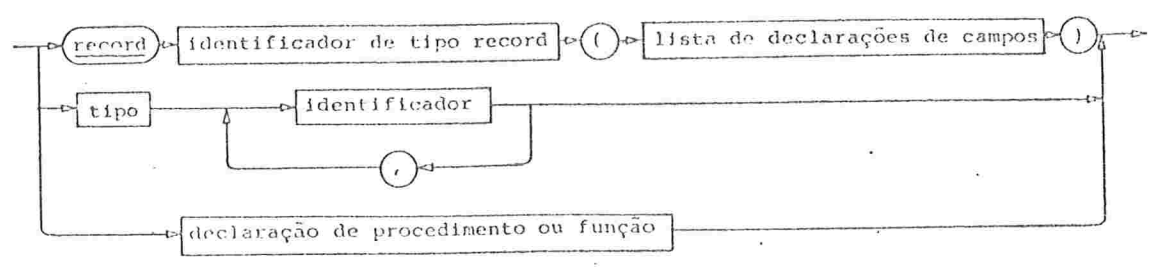 record identificador de tipo record ( lista de declarações de campos )
tipo identificador
,
declaração de procedimento ou função